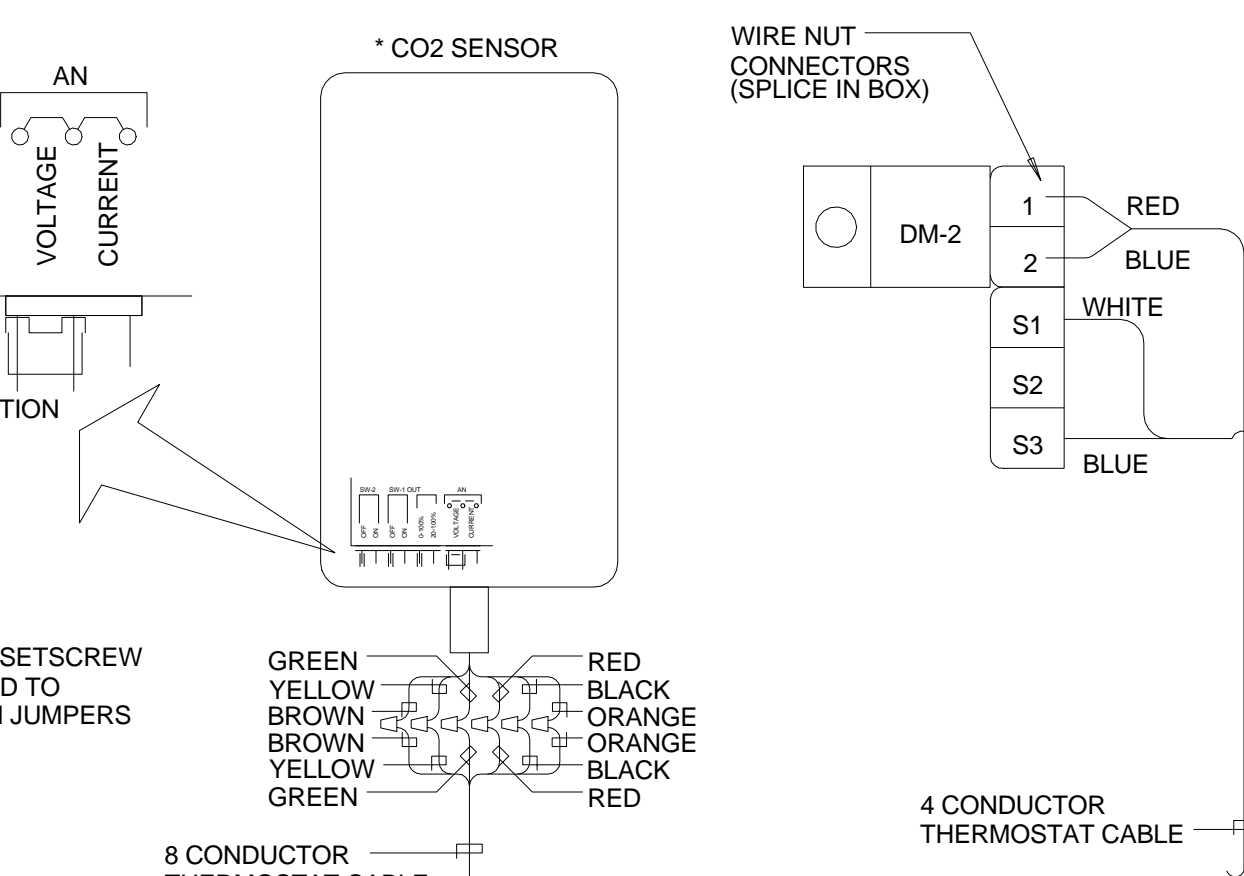 AN
VOLTAGE
CURRENT
TION
* CO2 SENSOR
SW-2
SW-1 OUT
AN
OFF
ON
OFF
ON
0-100%
20-100%
VOLTAGE
CURRENT
SETSCREW
D TO
JUMPERS
GREEN
YELLOW
BROWN
BROWN
YELLOW
GREEN
RED
BLACK
ORANGE
ORANGE
BLACK
RED
8 CONDUCTOR
THERMOSTAT CABLE
WIRE NUT
CONNECTORS
(SPLICE IN BOX)
DM-2
1
2
S1
S2
S3
RED
BLUE
WHITE
BLUE
4 CONDUCTOR
THERMOSTAT CABLE